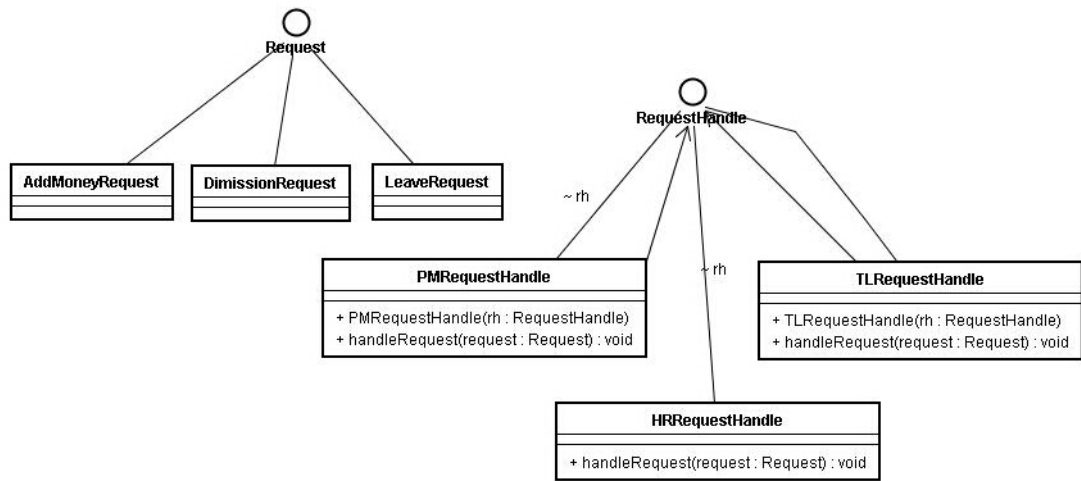 Request
RequestHandle
AddMoneyRequest
DimissionRequest
LeaveRequest
~ rh
~ rh
PMRequestHandle
+ PMRequestHandle(rh : RequestHandle)
+ handleRequest(request : Request) : void
TLRequestHandle
+ TLRequestHandle(rh : RequestHandle)
+ handleRequest(request : Request) : void
HRRequestHandle
+ handleRequest(request : Request) : void